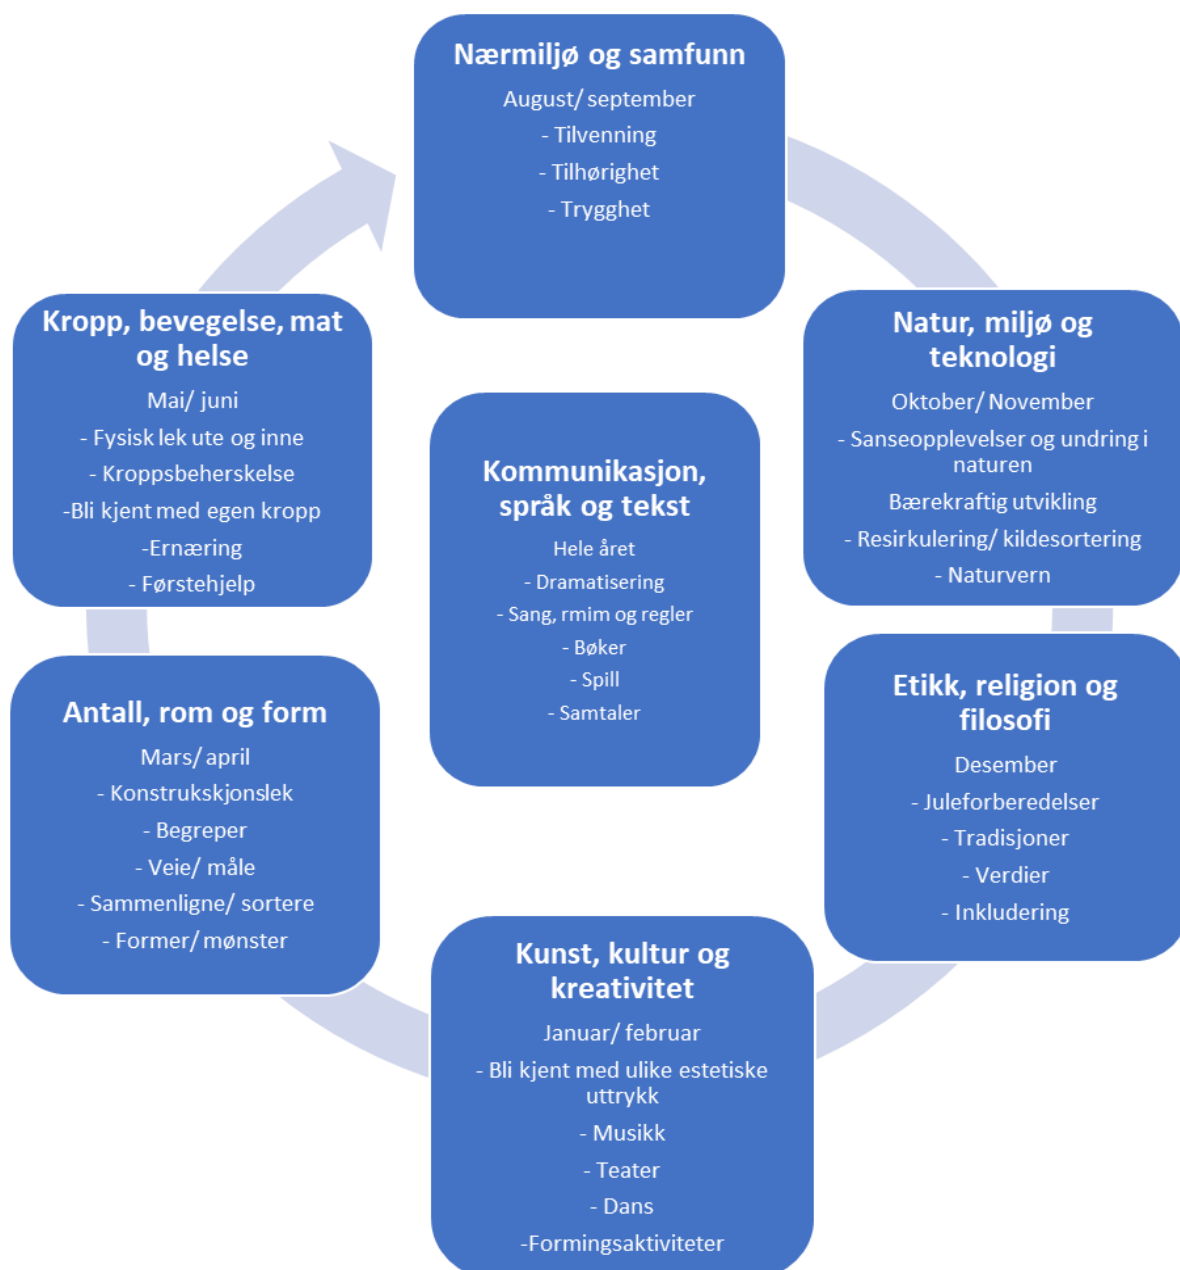 Nærmiljø og samfunn
August/ september
- Tilvenning
- Tilhørighet
- Trygghet
Natur, miljø og
teknologi
Oktober/ November
- Sanseopplevelser og undring i
naturen
Bærekraftig utvikling
- Resirkulering/ kildesortering
- Naturvern
Etikk, religion og
filosofi
Desember
- Juleforberedelser
- Tradisjoner
- Verdier
- Inkludering
Kunst, kultur og
kreativitet
Januar/ februar
- Bli kjent med ulike estetiske
uttrykk
- Musikk
- Teater
- Dans
-Formingsaktiviteter
Antall, rom og form
Mars/ april
- Konstrukskjonslek
- Begreper
- Veie/ måle
- Sammenligne/ sortere
- Former/ mønster
Kropp, bevegelse, mat
og helse
Mai/ juni
- Fysisk lek ute og inne
- Kroppsbeherskelse
-Bli kjent med egen kropp
-Ernæring
- Førstehjelp
Kommunikasjon,
språk og tekst
Hele året
- Dramatisering
- Sang, rmim og regler
- Bøker
- Spill
- Samtaler